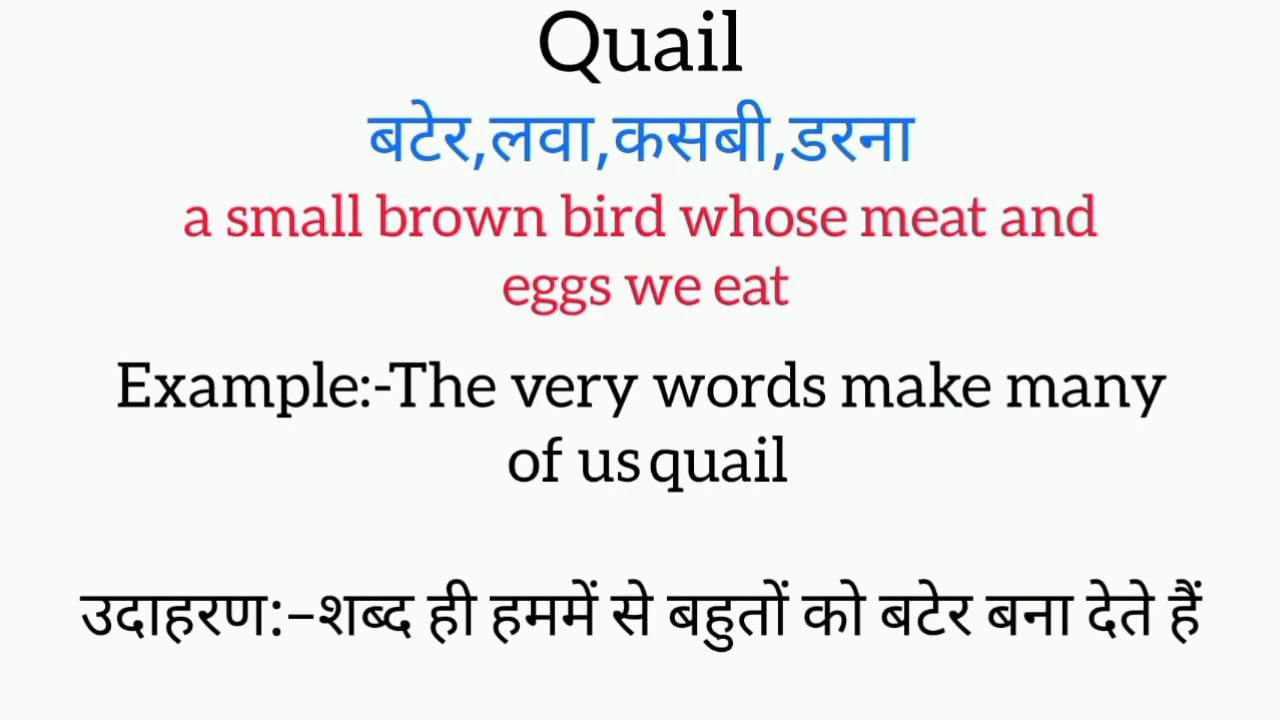 Quail
बटेर,लवा,कसबी,डरना
a small brown bird whose meat and
eggs we eat
Example:-The very words make many
of us quail
उदाहरण:–शब्द ही हममें से बहुतों को बटेर बना देते हैं